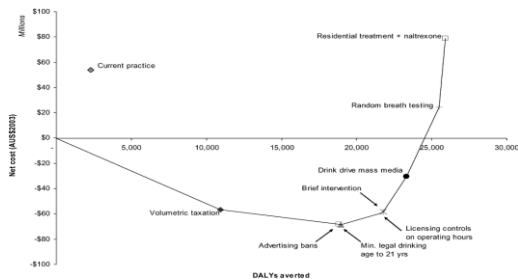 $100
Millions
$80
$60
$40
$20
$0
-$20
-$40
-$60
-$80
-$100
Net cost (AUS$2003)
-
5,000
10,000
15,000
20,000
25,000
30,000
DALYs averted
Current practice
Residential treatment + naltrexone
Random breath testing
Drink drive mass media
Brief intervention
Volumetric taxation
Licensing controls
on operating hours
Advertising bans
Min. legal drinking
age to 21 yrs